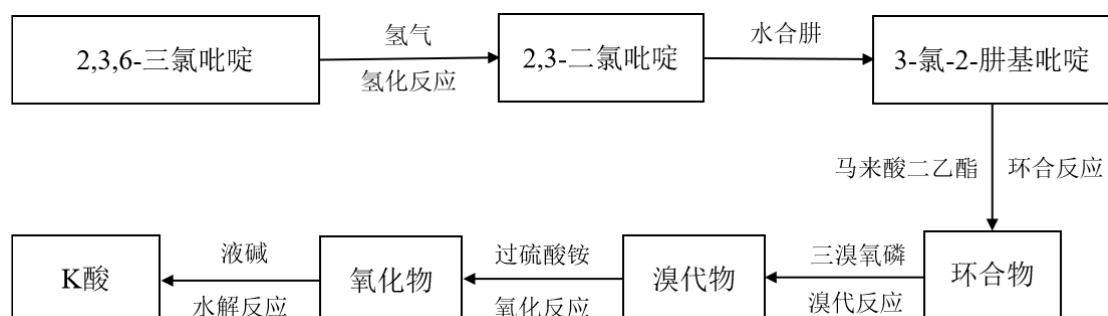 2,3,6-三氯吡啶
氢气
氢化反应
2,3-二氯吡啶
水合肼
3-氯-2-肼基吡啶
马来酸二乙酯 环合反应
环合物
三溴氧磷
溴代反应
溴代物
过硫酸铵
氧化反应
氧化物
液碱
水解反应
K酸